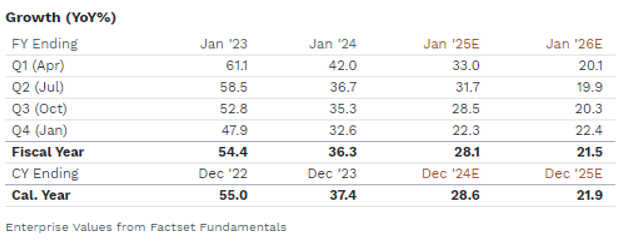 Growth (YoY%)
FY Ending Jan '23 Jan '24 Jan '25E Jan '26E
Q1 (Apr) 61.1 42.0 33.0 20.1
Q2 (Jul) 58.5 36.7 31.7 19.9
Q3 (Oct) 52.8 35.3 28.5 20.3
Q4 (Jan) 47.9 32.6 22.3 22.4
Fiscal Year 54.4 36.3 28.1 21.5
CY Ending Dec '22 Dec '23 Dec '24E Dec '25E
Cal. Year 55.0 37.4 28.6 21.9
Enterprise Values from Factset Fundamentals